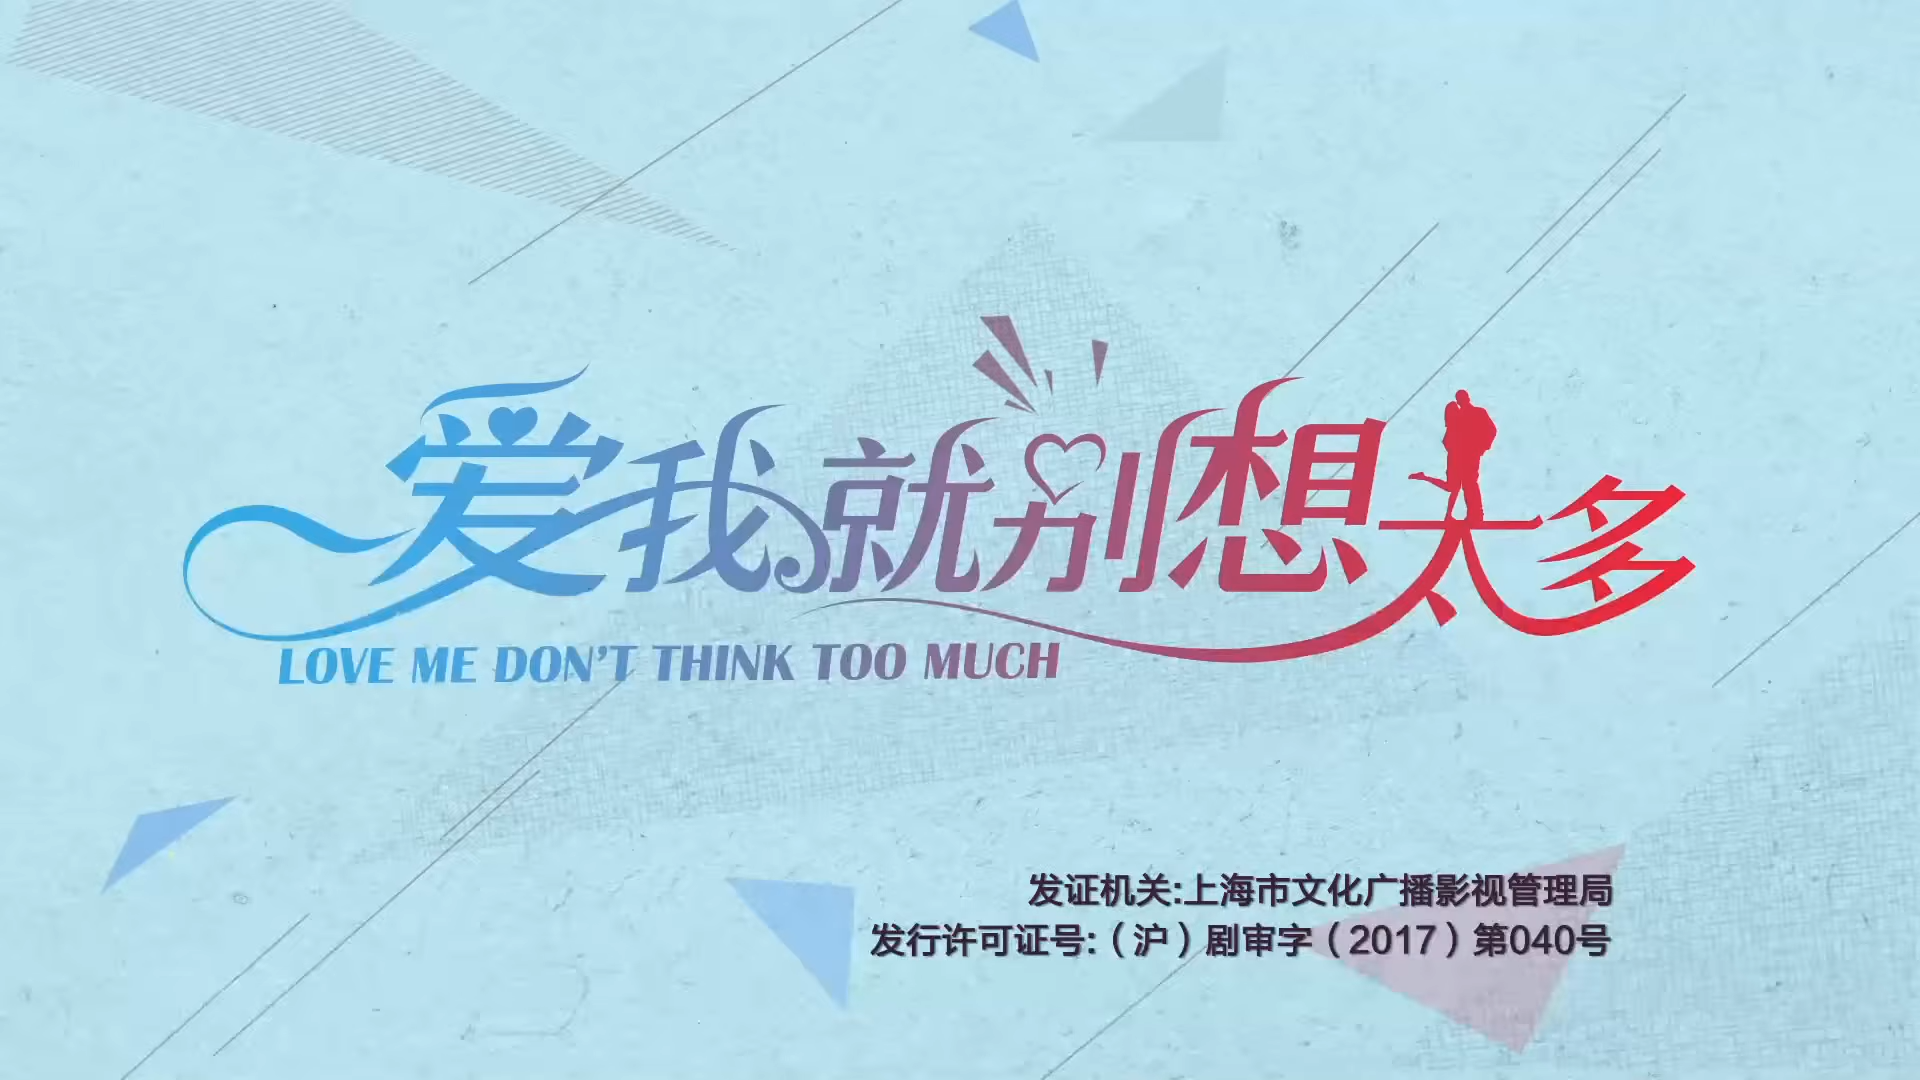 爱我就别想太多
LOVE ME DON'T THINK TOO MUCH
发证机关:上海市文化广播影视管理局
发行许可证号:（沪）剧审字（2017）第040号